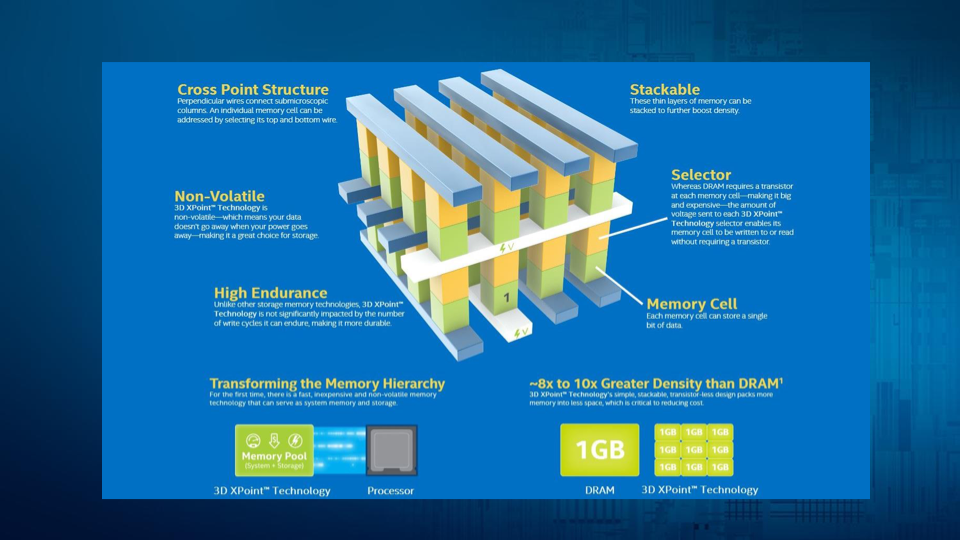 Cross Point Structure
Perpendicular wires connect submicroscopic
columns. An individual memory cell can be
addressed by selecting its top and bottom wire.
Stackable
These thin layers of memory can be
stacked to further boost density.
Non-Volatile
3D XPoint™ Technology is
non-volatile—which means your data
doesn't go away when your power goes
away—making it a great choice for storage.
Selector
Whereas DRAM requires a transistor
at each memory cell—making it big
and expensive—the amount of
voltage sent to each 3D XPoint™
Technology selector enables its
memory cell to be written to or read
without requiring a transistor.
V
1
V
High Endurance
Unlike other storage memory technologies, 3D XPoint™
Technology is not significantly impacted by the number
of write cycles it can endure, making it more durable.
Memory Cell
Each memory cell can store a single
bit of data.
Transforming the Memory Hierarchy
For the first time, there is a fast, inexpensive and non-volatile memory
technology that can serve as system memory and storage.
Memory Pool
(System + Storage)
3D XPoint™ Technology
Processor
~8x to 10x Greater Density than DRAM¹
3D XPoint™ Technology's simple, stackable, transistor-less design packs more
memory into less space, which is critical to reducing cost.
1GB
1GB 1GB 1GB
1GB 1GB 1GB
1GB 1GB 1GB
DRAM
3D XPoint™ Technology